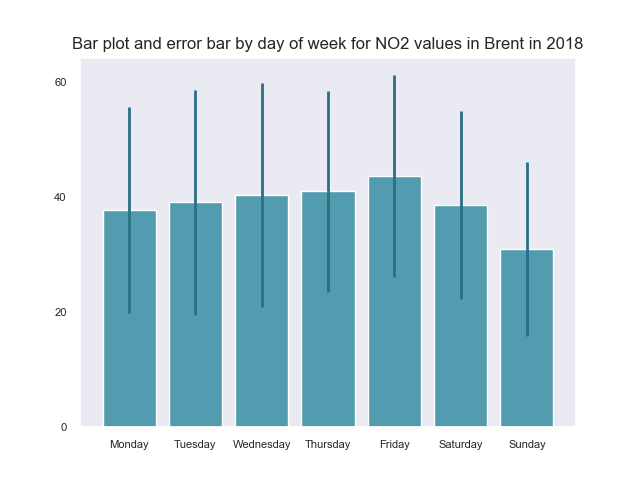 Bar plot and error bar by day of week for NO2 values in Brent in 2018
60
40
20
0
Monday Tuesday Wednesday Thursday Friday Saturday Sunday